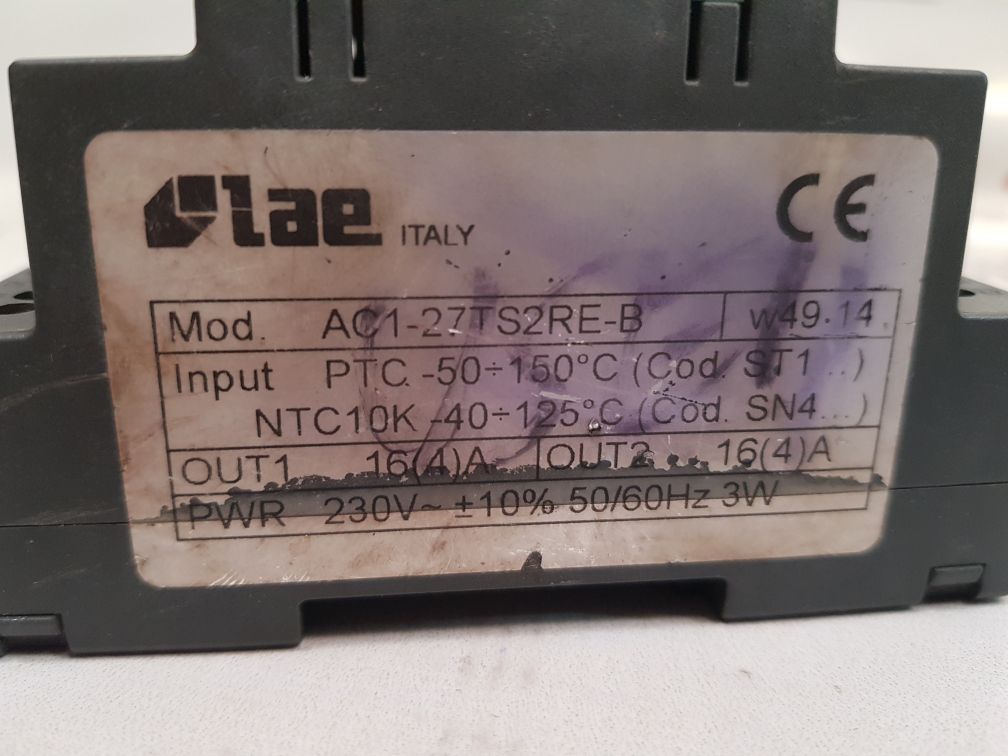 lae ITALY CE
Mod. AC1-27TS2RE-B w49.14
Input PTC -50÷150°C (Cod. ST1...)
NTC10K -40÷125°C (Cod. SN4...)
OUT1 16(4)A OUT2 16(4)A
PWR 230V~ ±10% 50/60Hz 3W